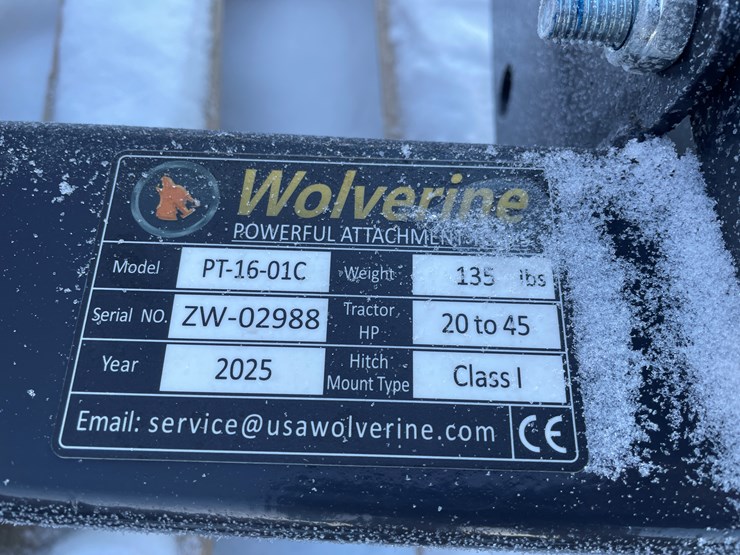 Wolverine
POWERFUL ATTACHMENT
Model PT-16-01C Weight 135 lbs
Serial NO. ZW-02988 Tractor HP 20 to 45
Year 2025 Hitch Mount Type Class I
Email: service@usawolverine.com CE